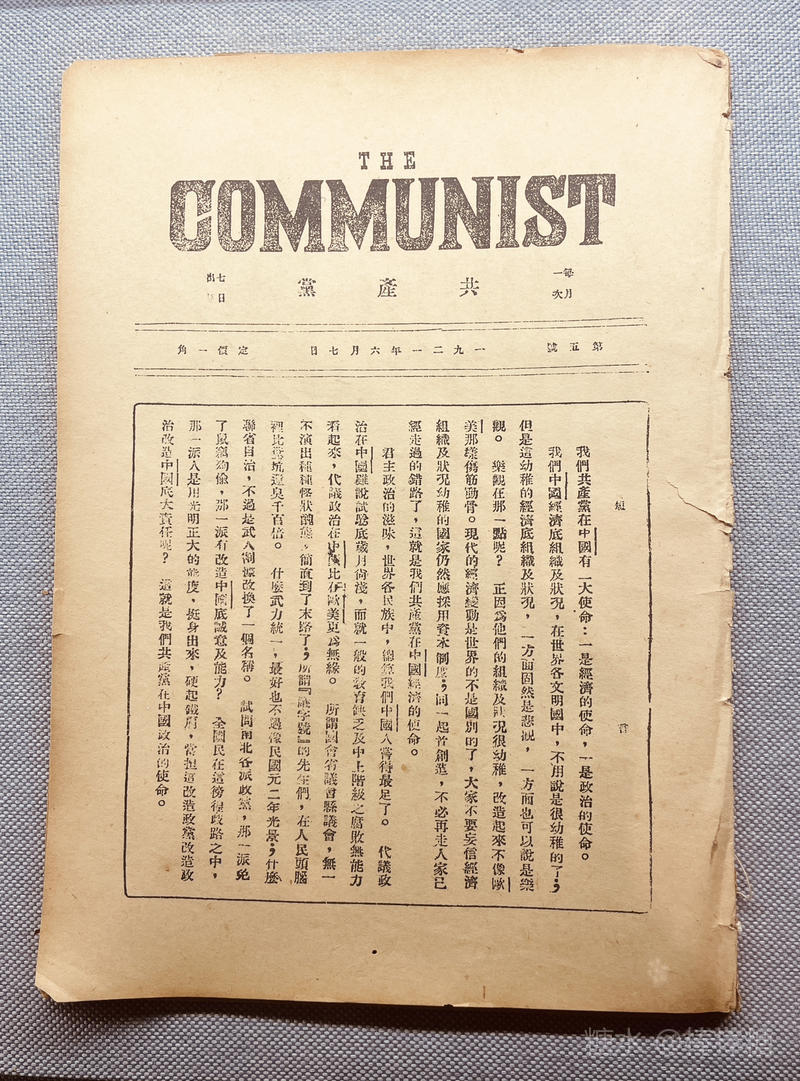 THE
COMMUNIST
共產黨
每月一次
七日出
第五號
一九二一年六月七日
定價一角
短言
我們共產黨在中國有二大使命：一是經濟的使命，一是政治的使命。
我們中國經濟底組織及狀況，在世界各文明國中，不用說是很幼稚的了；
但是這幼稚的經濟底組織及狀況，一方面固然是悲觀，一方面也可以說是樂
觀。樂觀在那一點呢？正因爲他們的組織及狀況很幼稚，改造起來不像歐
美那樣傷筋動骨。現代的經濟變動是世界的不是國別的了，大家不要妄信經濟
組織及狀況幼稚的國家仍然應採用資本制度；同一起首創造，不必再走人家已
經走過的錯路了，這就是我們共產黨在中國經濟的使命。
君主政治的滋味，世界各民族中，總算我們中國人嘗得最足了。代議政
治在中國雖說試驗底歲月尚淺，而就一般的敎育缺乏及中上階級之腐敗無能力
看起來，代議政治在中國比在歐美更爲無緣。所謂國會省議會縣議會，無一
不演出種種怪狀醜態，簡直到了末路了；所謂『議字號』的先生們，在人民頭腦
裡比糞坑還臭千百倍。什麼武力統一，最好也不過像民國元二年光景；什麼
聯省自治，不過是武人割據改換了一個名稱。試問南北各派政黨，那一派免
了鼠竊狗偷，那一派有改造中國底誠意及能力？全國民在這徬徨歧路之中，
那一派人是用光明正大的態度，挺身出來，硬起鐵肩，當担這改造政黨改造政
治改造中國底大責任呢？這就是我們共產黨在中國政治的使命。